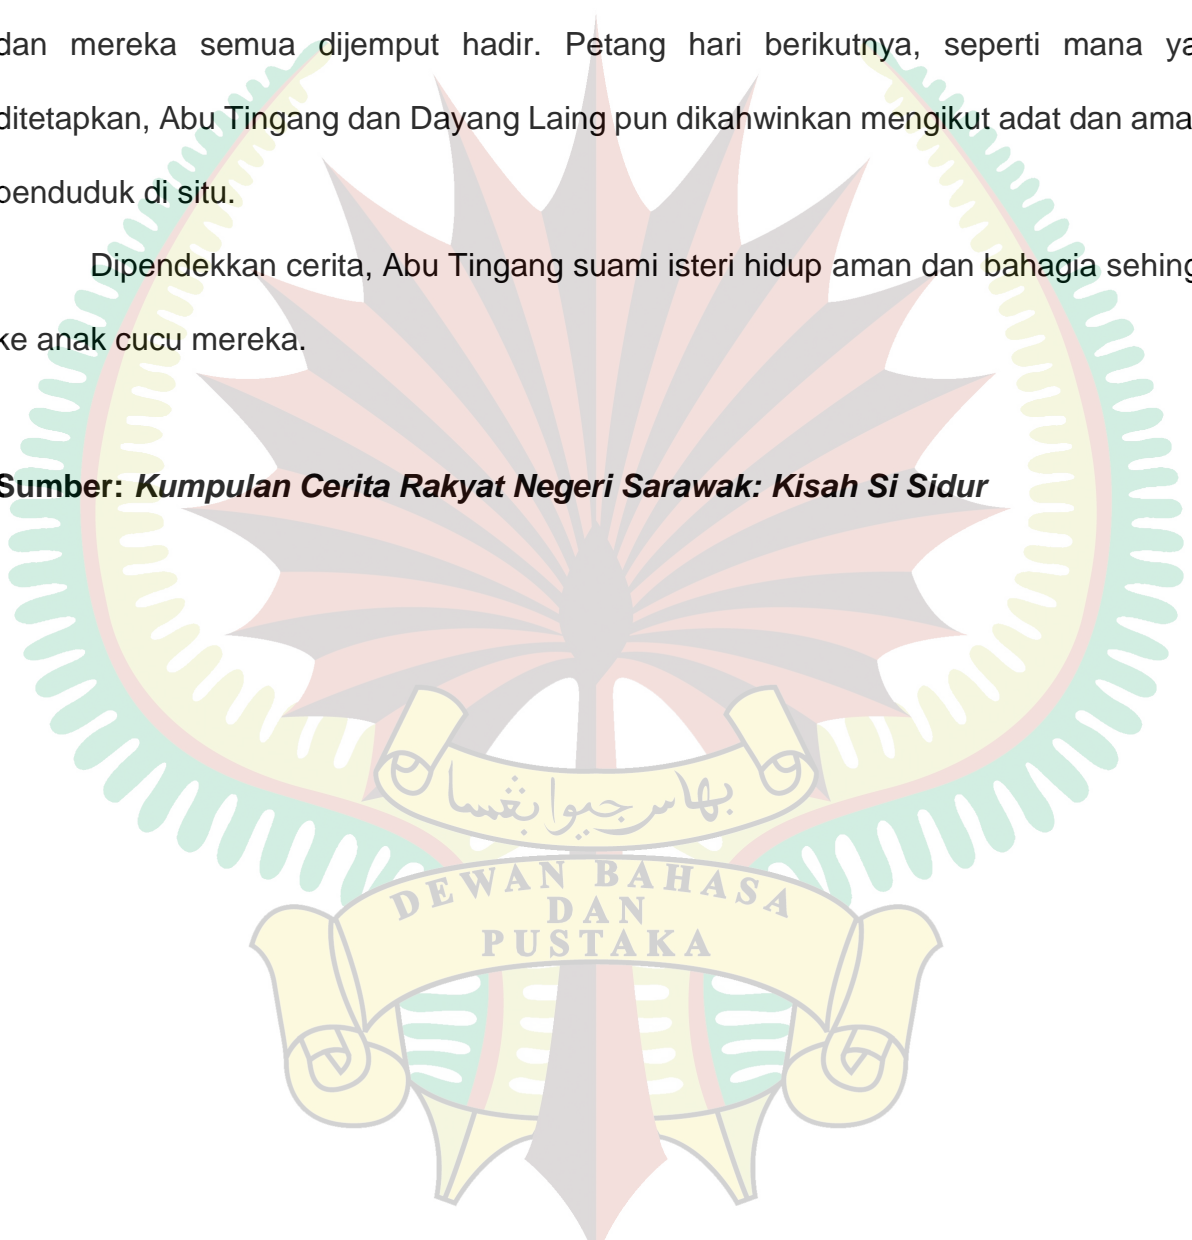 dan mereka semua dijemput hadir. Petang hari berikutnya, seperti mana ya
ditetapkan, Abu Tingang dan Dayang Laing pun dikahwinkan mengikut adat dan ama
penduduk di situ.
Dipendekkan cerita, Abu Tingang suami isteri hidup aman dan bahagia sehing
ke anak cucu mereka.
Sumber: Kumpulan Cerita Rakyat Negeri Sarawak: Kisah Si Sidur
بهاس جيوا بڠسا
DEWAN BAHASA
DAN
PUSTAKA